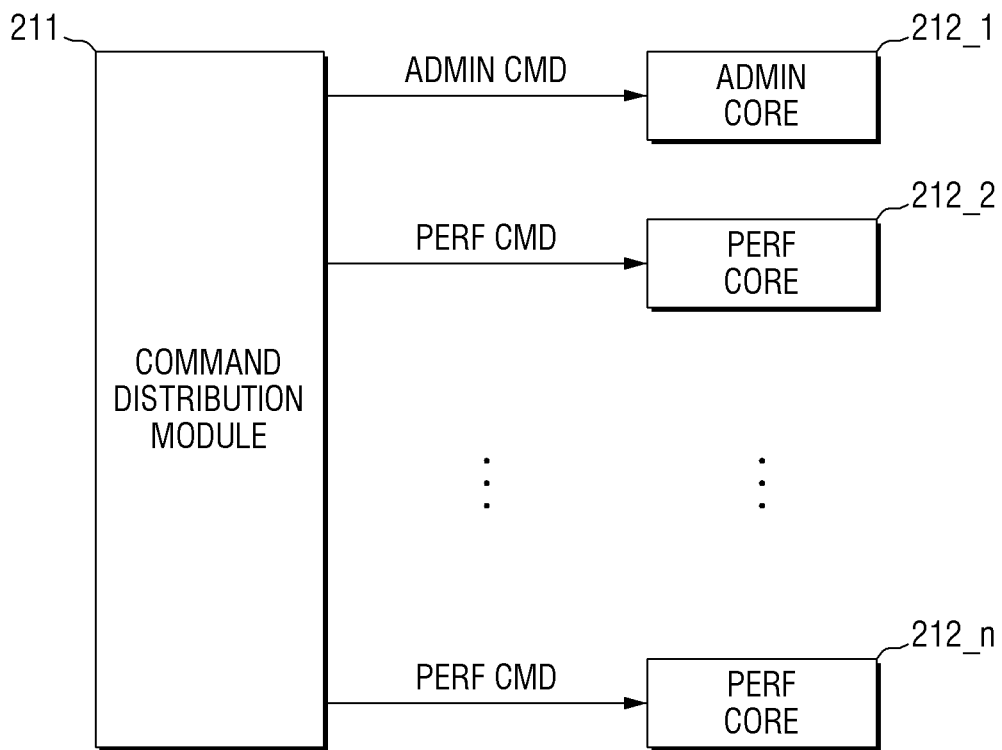 211
212_1
ADMIN CMD
ADMIN
CORE
212_2
PERF CMD
PERF
CORE
COMMAND
DISTRIBUTION
MODULE
212_n
PERF CMD
PERF
CORE